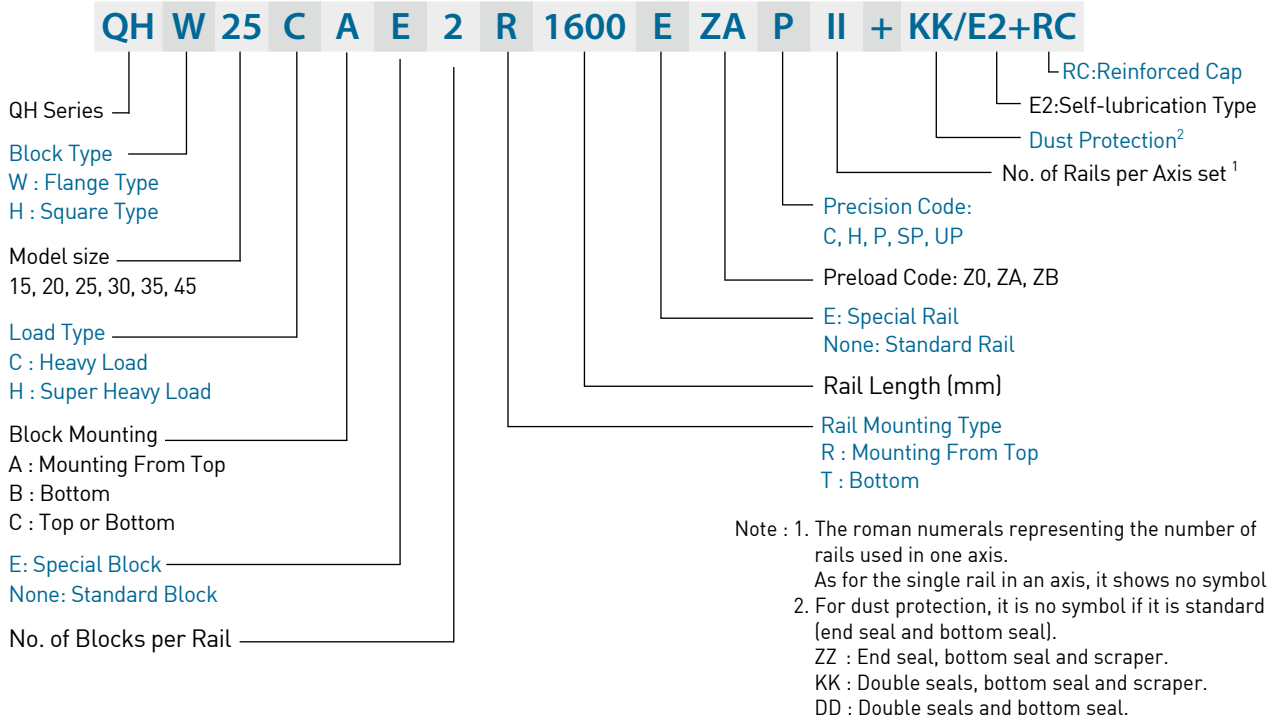 QH W 25 C A E 2 R 1600 E ZA P II + KK/E2+RC
QH Series
Block Type
W : Flange Type
H : Square Type
Model size
15, 20, 25, 30, 35, 45
Load Type
C : Heavy Load
H : Super Heavy Load
Block Mounting
A : Mounting From Top
B : Bottom
C : Top or Bottom
E: Special Block
None: Standard Block
No. of Blocks per Rail
RC:Reinforced Cap
E2:Self-lubrication Type
Dust Protection²
No. of Rails per Axis set ¹
Precision Code:
C, H, P, SP, UP
Preload Code: Z0, ZA, ZB
E: Special Rail
None: Standard Rail
Rail Length (mm)
Rail Mounting Type
R : Mounting From Top
T : Bottom
Note : 1. The roman numerals representing the number of
rails used in one axis.
As for the single rail in an axis, it shows no symbol
2. For dust protection, it is no symbol if it is standard
(end seal and bottom seal).
ZZ : End seal, bottom seal and scraper.
KK : Double seals, bottom seal and scraper.
DD : Double seals and bottom seal.